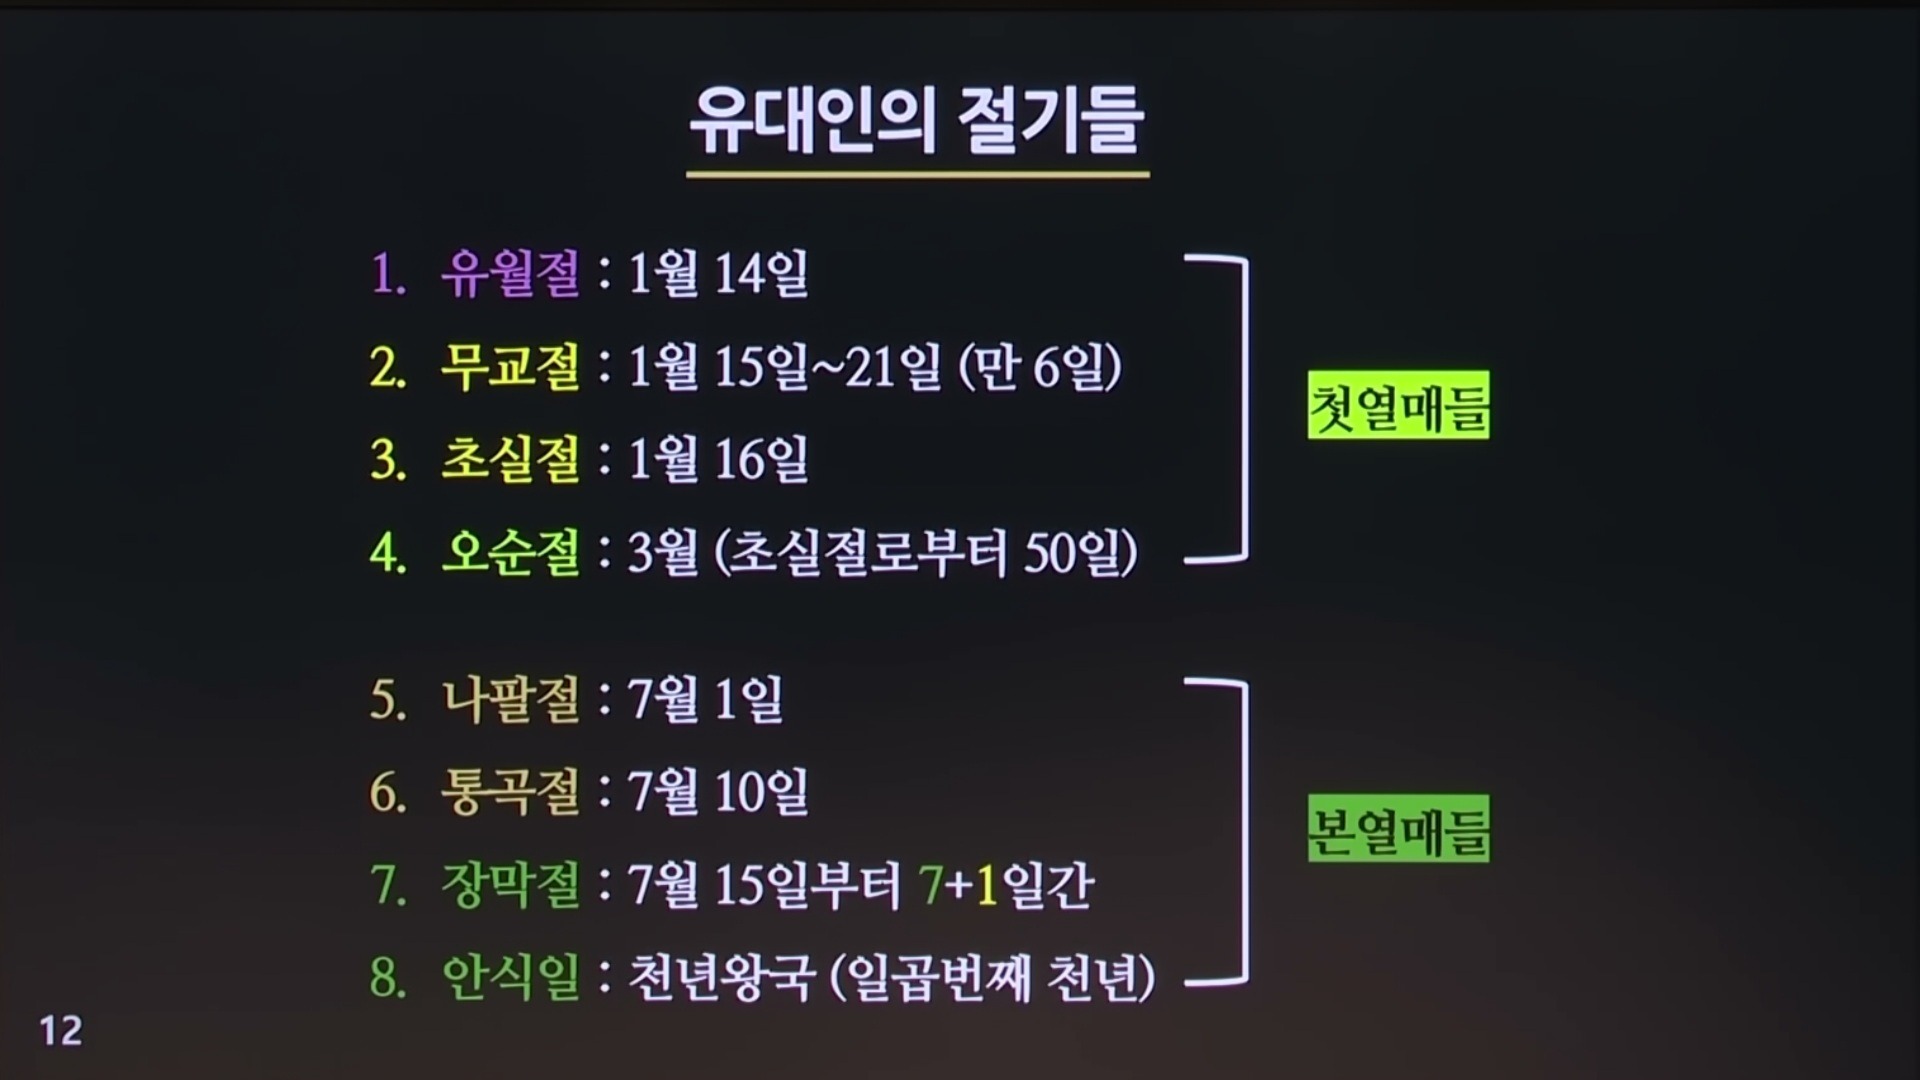 유대인의 절기들
1. 유월절 : 1월 14일
2. 무교절 : 1월 15일~21일 (만 6일)
3. 초실절 : 1월 16일
4. 오순절 : 3월 (초실절로부터 50일)
첫열매들
5. 나팔절 : 7월 1일
6. 통곡절 : 7월 10일
7. 장막절 : 7월 15일부터 7+1일간
8. 안식일 : 천년왕국 (일곱번째 천년)
본열매들
12